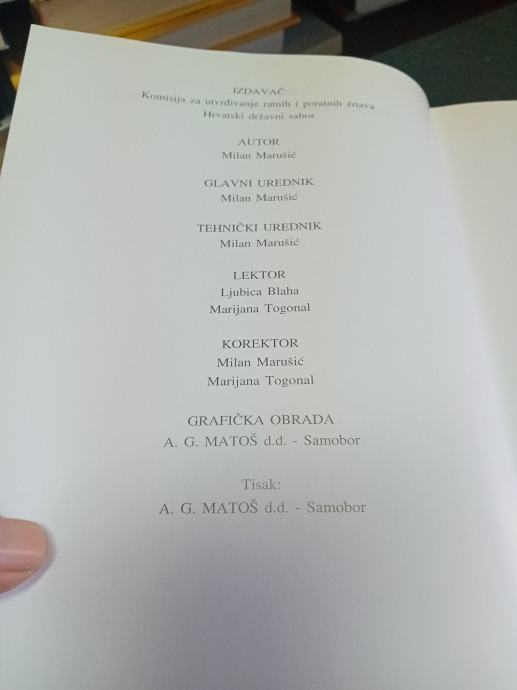 IZDAVAČ
Komisija za utvrđivanje ratnih i poratnih žrtava
Hrvatski državni sabor
AUTOR
Milan Marušić
GLAVNI UREDNIK
Milan Marušić
TEHNIČKI UREDNIK
Milan Marušić
LEKTOR
Ljubica Blaha
Marijana Togonal
KOREKTOR
Milan Marušić
Marijana Togonal
GRAFIČKA OBRADA
A. G. MATOŠ d.d. - Samobor
Tisak:
A. G. MATOŠ d.d. - Samobor